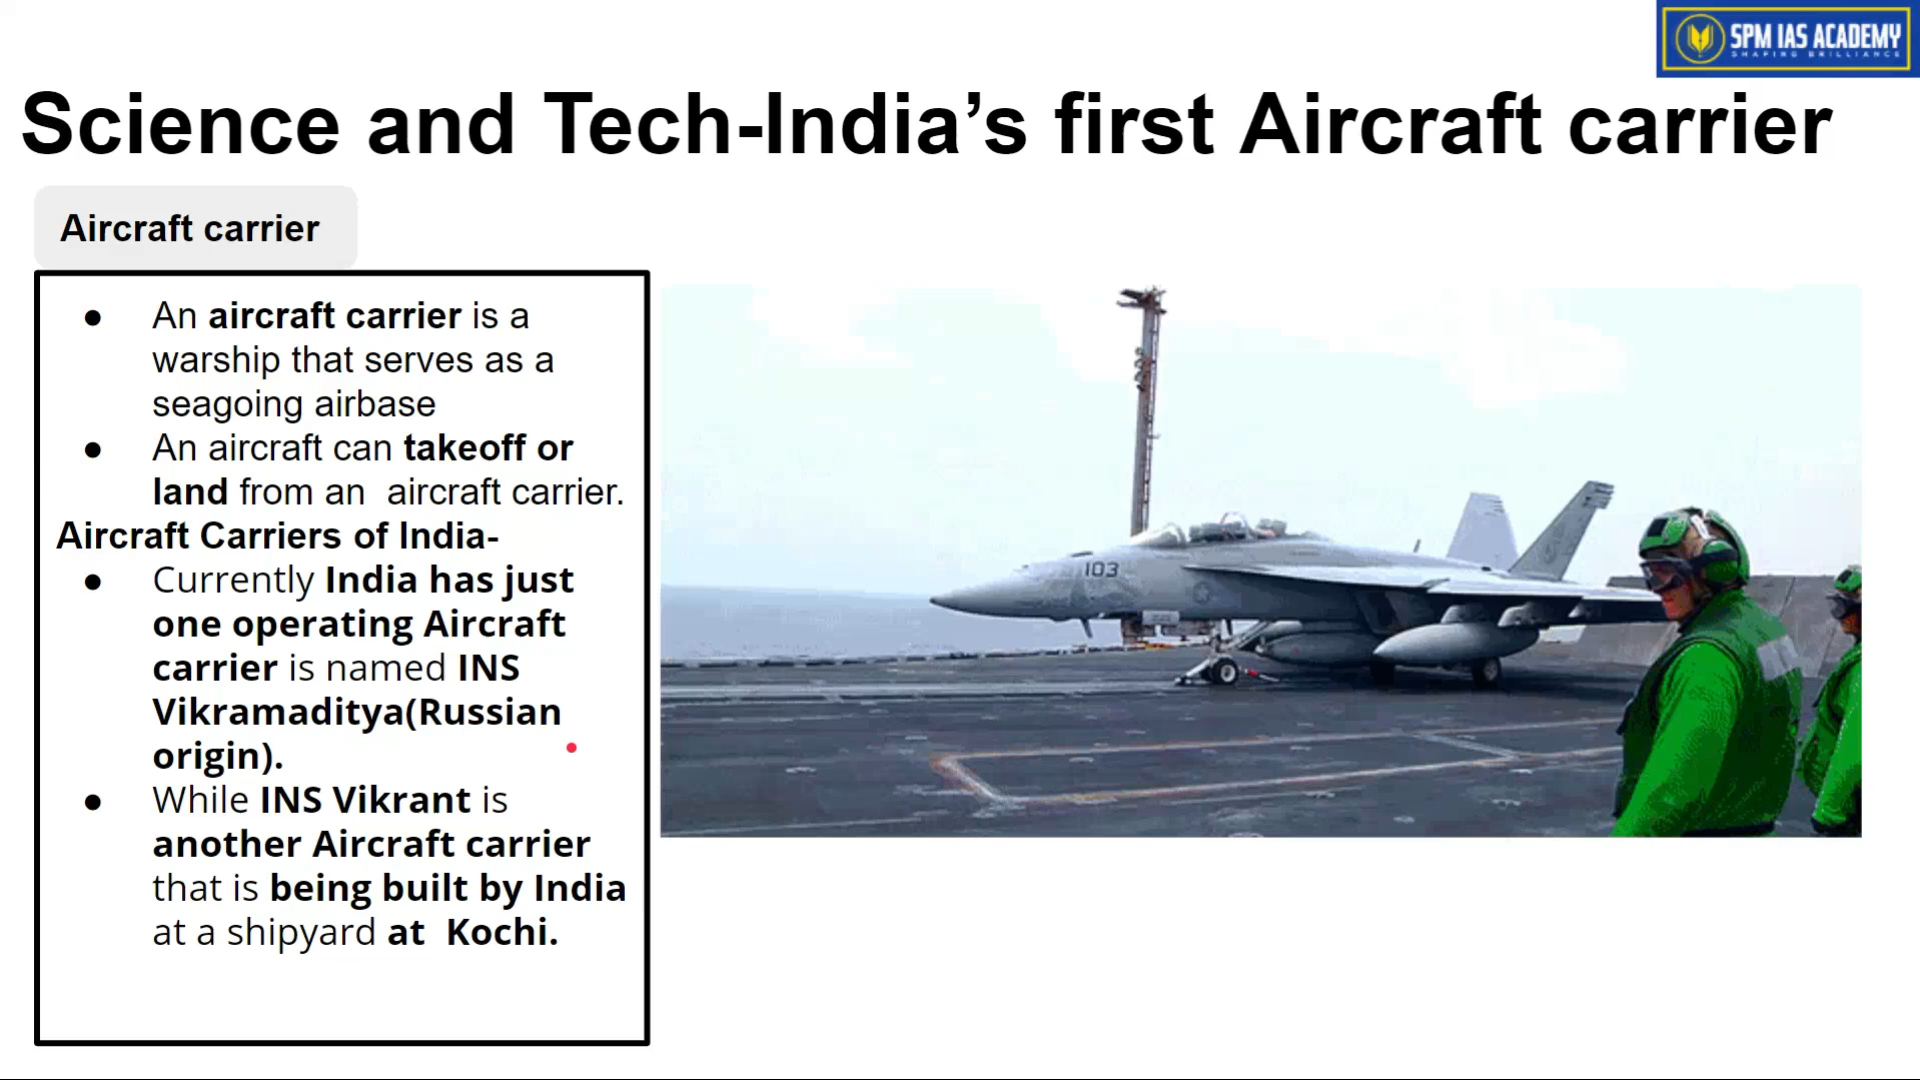 SPM IAS ACADEMY
SHAPING BRILLIANCE
Science and Tech-India’s first Aircraft carrier
Aircraft carrier
● An aircraft carrier is a
warship that serves as a
seagoing airbase
● An aircraft can takeoff or
land from an aircraft carrier.
Aircraft Carriers of India-
● Currently India has just
one operating Aircraft
carrier is named INS
Vikramaditya(Russian
origin).
● While INS Vikrant is
another Aircraft carrier
that is being built by India
at a shipyard at Kochi.
103